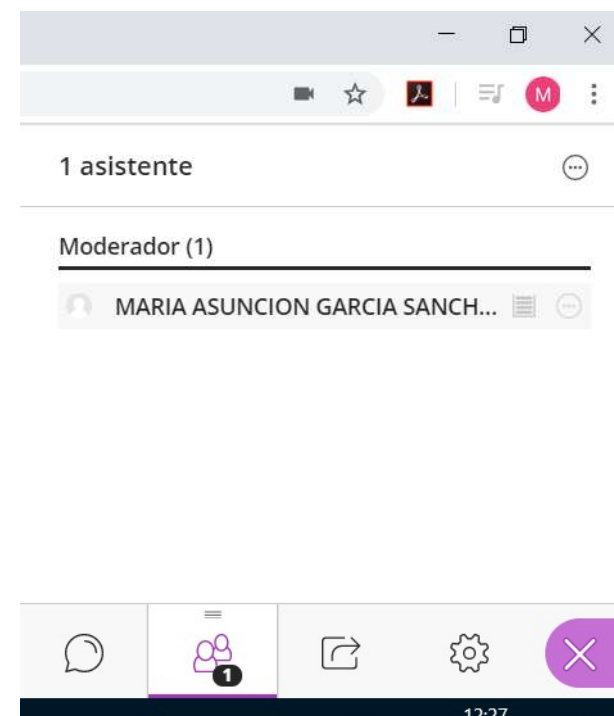 M
1 asistente
Moderador (1)
MARIA ASUNCION GARCIA SANCH...
1
12:27